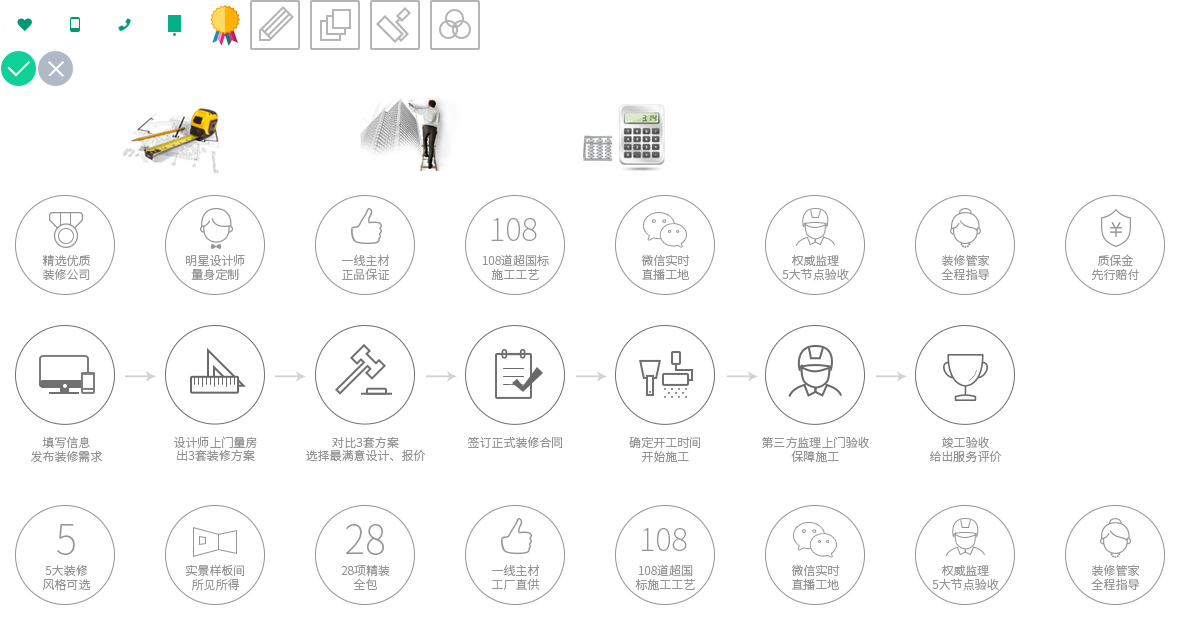 3.14
108
精选优质
装修公司
明星设计师
量身定制
一线主材
正品保证
108道超国标
施工工艺
微信实时
直播工地
权威监理
5大节点验收
装修管家
全程指导
¥
质保金
先行赔付
填写信息
发布装修需求
设计师上门量房
出3套装修方案
对比3套方案
选择最满意设计、报价
签订正式装修合同
确定开工时间
开始施工
第三方监理上门验收
保障施工
竣工验收
给出服务评价
5
5大装修
风格可选
实景样板间
所见所得
28
28项精装
全包
一线主材
工厂直供
108
108道超国
标施工工艺
微信实时
直播工地
权威监理
5大节点验收
装修管家
全程指导